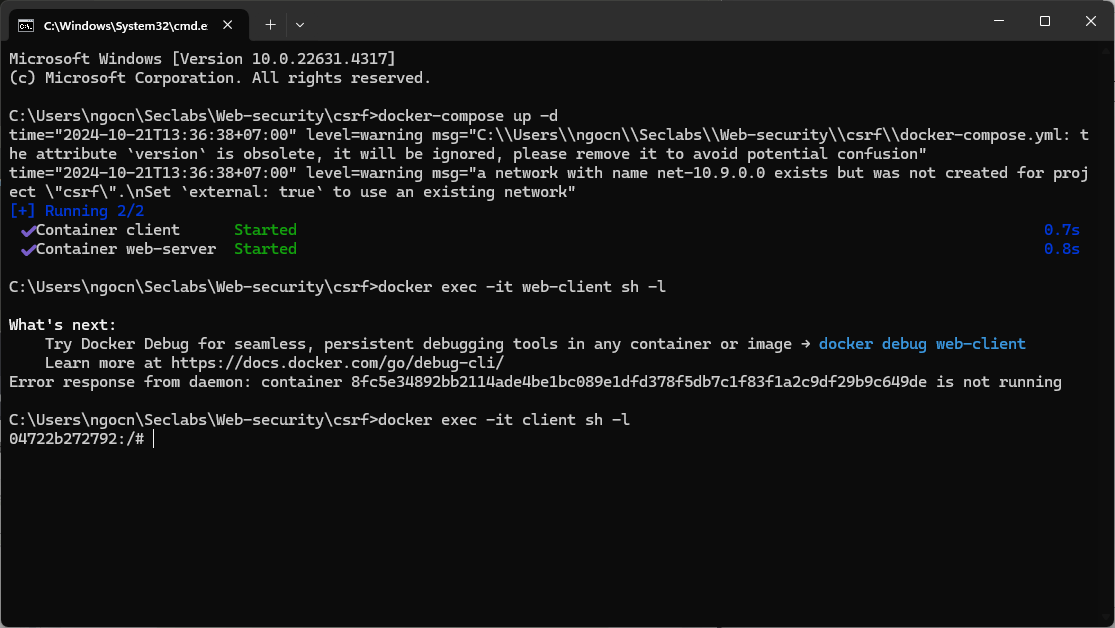 C:\Windows\System32\cmd.e
Microsoft Windows [Version 10.0.22631.4317]
(c) Microsoft Corporation. All rights reserved.
C:\Users\ngocn\Seclabs\Web-security\csrf>docker-compose up -d
time="2024-10-21T13:36:38+07:00" level=warning msg="C:\\Users\\ngocn\\Seclabs\\Web-security\\csrf\\docker-compose.yml: t
he attribute `version` is obsolete, it will be ignored, please remove it to avoid potential confusion"
time="2024-10-21T13:36:38+07:00" level=warning msg="a network with name net-10.9.0.0 exists but was not created for proj
ect \"csrf\".\nSet `external: true` to use an existing network"
[+] Running 2/2
✔Container client Started 0.7s
✔Container web-server Started 0.8s
C:\Users\ngocn\Seclabs\Web-security\csrf>docker exec -it web-client sh -l
What's next:
Try Docker Debug for seamless, persistent debugging tools in any container or image → docker debug web-client
Learn more at https://docs.docker.com/go/debug-cli/
Error response from daemon: container 8fc5e34892bb2114ade4be1bc089e1dfd378f5db7c1f83f1a2c9df29b9c649de is not running
C:\Users\ngocn\Seclabs\Web-security\csrf>docker exec -it client sh -l
04722b272792:/#